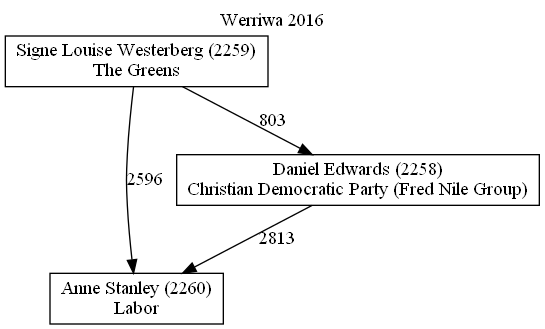 Werriwa 2016
Signe Louise Westerberg (2259)
The Greens
803
Daniel Edwards (2258)
Christian Democratic Party (Fred Nile Group)
2596
2813
Anne Stanley (2260)
Labor